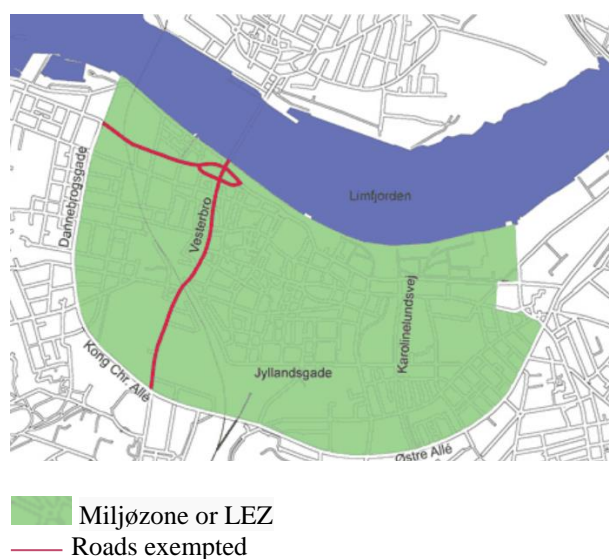 Limfjorden
Dannebrogsgade
Vesterbro
Karolinelundsvej
Kong Chr. Allé
Jyllandsgade
Østre Allé
Miljøzone or LEZ
Roads exempted